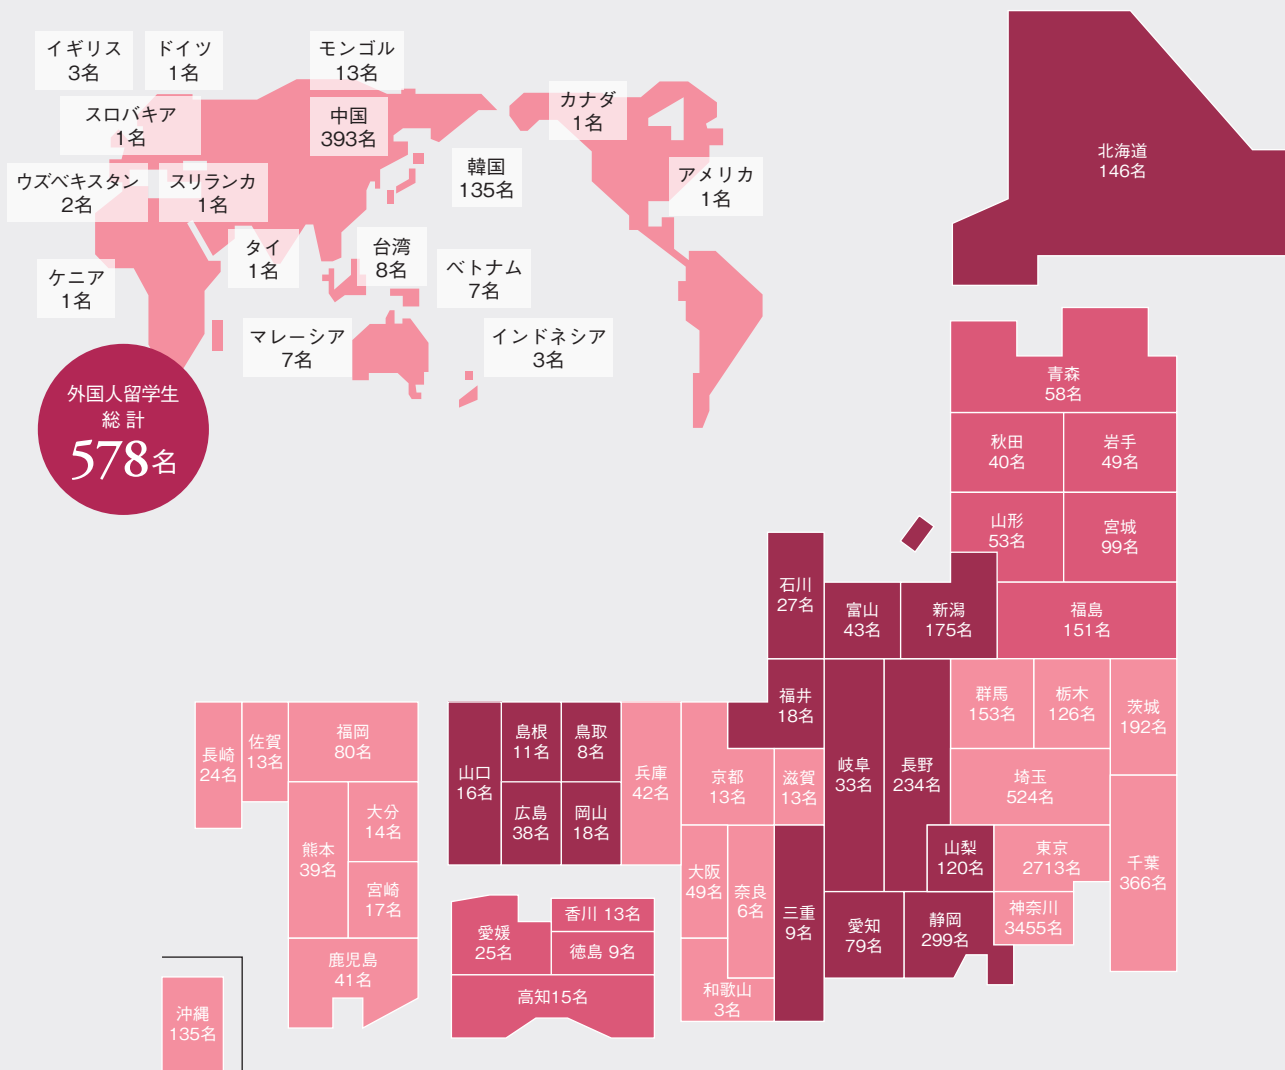 イギリス
3名
ドイツ
1名
モンゴル
13名
スロバキア
1名
中国
393名
カナダ
1名
ウズベキスタン
2名
スリランカ
1名
韓国
135名
アメリカ
1名
タイ
1名
台湾
8名
ベトナム
7名
ケニア
1名
マレーシア
7名
インドネシア
3名
外国人留学生
総計
578名
北海道
146名
青森
58名
秋田
40名
岩手
49名
山形
53名
宮城
99名
石川
27名
富山
43名
新潟
175名
福島
151名
福井
18名
岐阜
33名
長野
234名
群馬
153名
栃木
126名
茨城
192名
埼玉
524名
山梨
120名
東京
2713名
千葉
366名
神奈川
3455名
愛知
79名
静岡
299名
三重
9名
滋賀
13名
京都
13名
兵庫
42名
大阪
49名
奈良
6名
和歌山
3名
鳥取
8名
島根
11名
山口
16名
広島
38名
岡山
18名
香川 13名
徳島 9名
愛媛
25名
高知15名
福岡
80名
佐賀
13名
長崎
24名
大分
14名
熊本
39名
宮崎
17名
鹿児島
41名
沖縄
135名